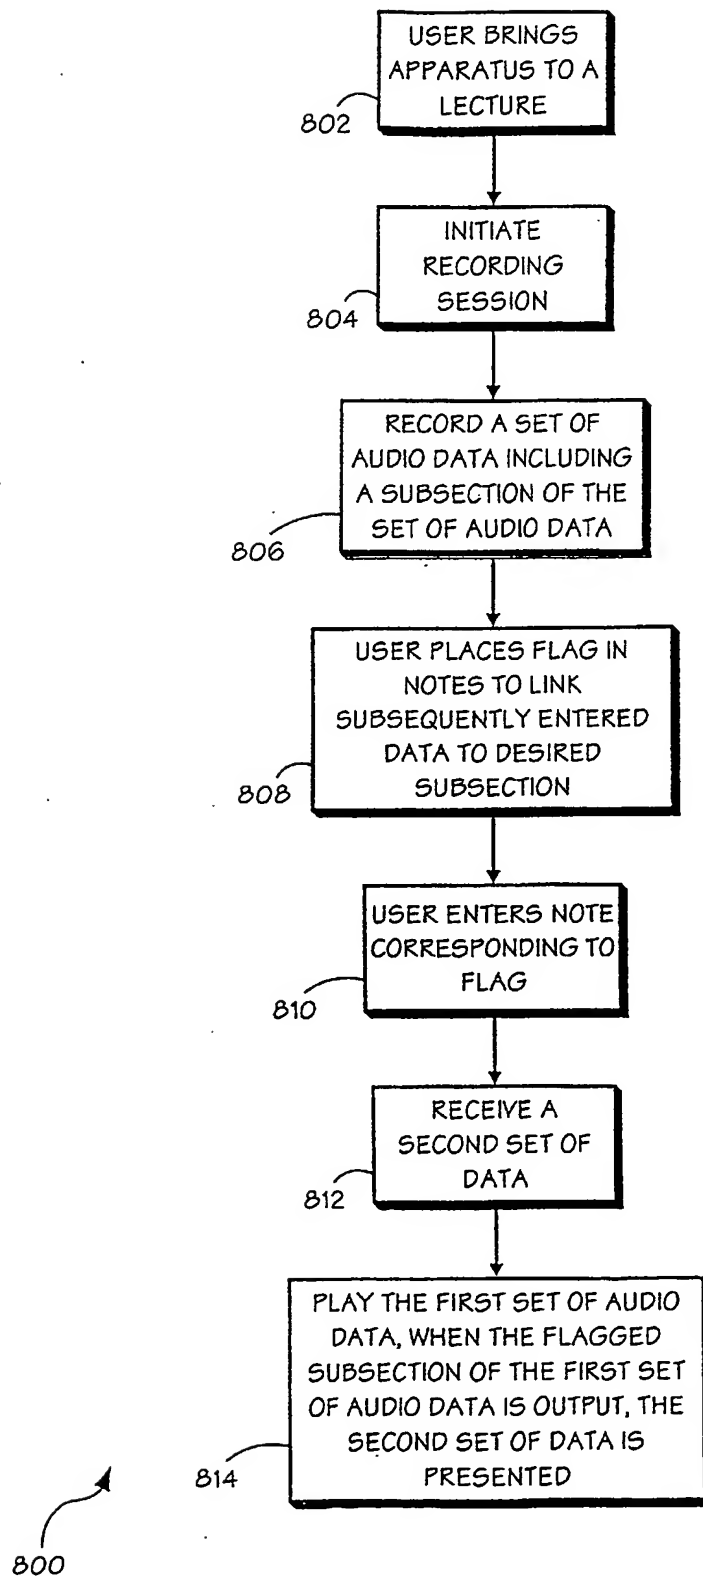 USER BRINGS
APPARATUS TO A
LECTURE
802
INITIATE
RECORDING
SESSION
804
RECORD A SET OF
AUDIO DATA INCLUDING
A SUBSECTION OF THE
SET OF AUDIO DATA
806
USER PLACES FLAG IN
NOTES TO LINK
SUBSEQUENTLY ENTERED
DATA TO DESIRED
SUBSECTION
808
USER ENTERS NOTE
CORRESPONDING TO
FLAG
810
RECEIVE A
SECOND SET OF
DATA
812
PLAY THE FIRST SET OF AUDIO
DATA, WHEN THE FLAGGED
SUBSECTION OF THE FIRST SET
OF AUDIO DATA IS OUTPUT, THE
SECOND SET OF DATA IS
PRESENTED
814
800